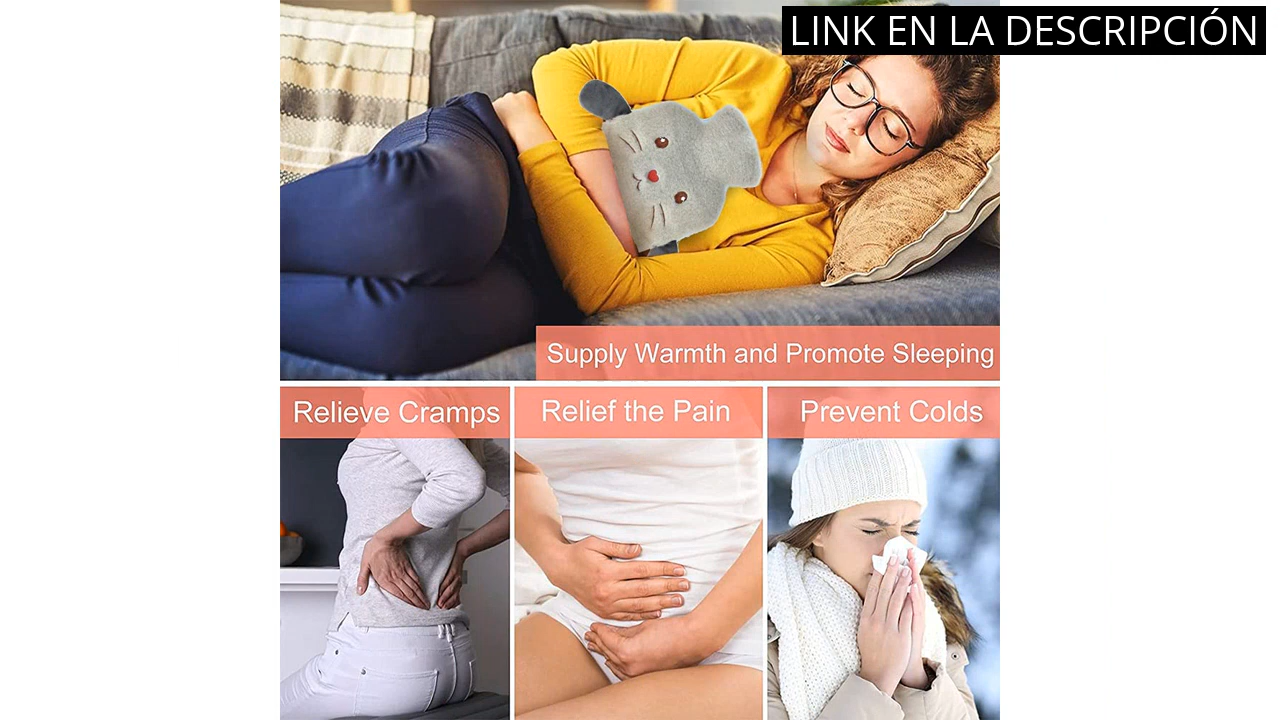 LINK EN LA DESCRIPCIÓN
Supply Warmth and Promote Sleeping
Relieve Cramps
Relief the Pain
Prevent Colds